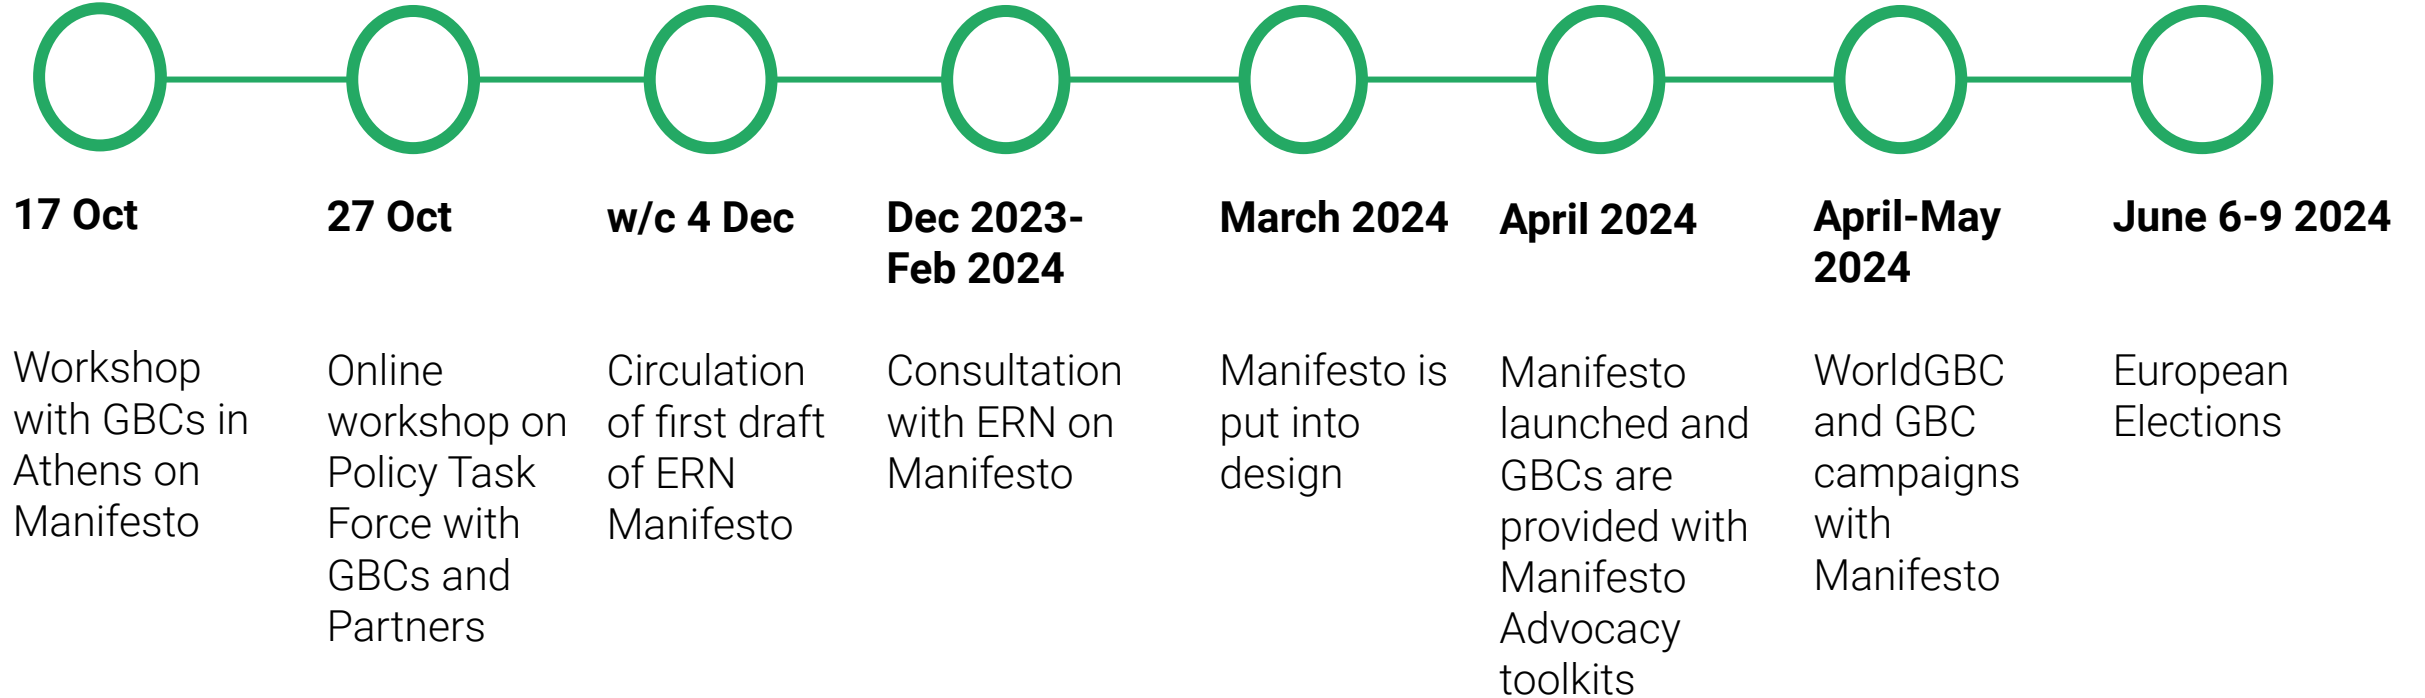 17 Oct
Workshop
with GBCs in
Athens on
Manifesto
27 Oct
Online
workshop on
Policy Task
Force with
GBCs and
Partners
w/c 4 Dec
Circulation
of first draft
of ERN
Manifesto
Dec 2023-
Feb 2024
Consultation
with ERN on
Manifesto
March 2024
Manifesto is
put into
design
April 2024
Manifesto
launched and
GBCs are
provided with
Manifesto
Advocacy
toolkits
April-May
2024
WorldGBC
and GBC
campaigns
with
Manifesto
June 6-9 2024
European
Elections